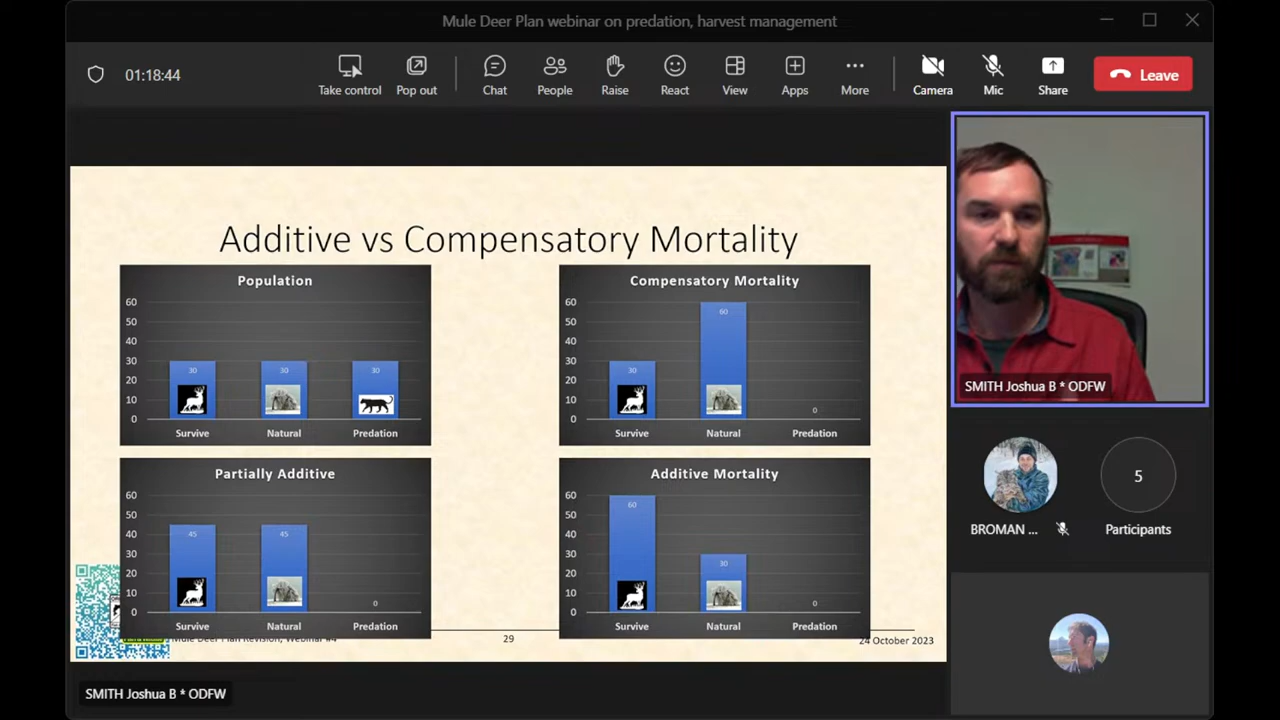 Mule Deer Plan webinar on predation, harvest management
01:18:44
Take control
Pop out
Chat
People
Raise
React
View
Apps
More
Camera
Mic
Share
Leave
Additive vs Compensatory Mortality
Population
60
50
40
30
20
10
0
30
30
30
Survive
Natural
Predation
Compensatory Mortality
60
50
40
30
20
10
0
30
60
0
Survive
Natural
Predation
Partially Additive
60
50
40
30
20
10
0
45
45
0
Survive
Natural
Predation
Additive Mortality
60
50
40
30
20
10
0
60
30
0
Survive
Natural
Predation
Mule Deer Plan Revision, Webinar #4
29
24 October 2023
SMITH Joshua B * ODFW
BROMAN ...
5
Participants
SMITH Joshua B * ODFW